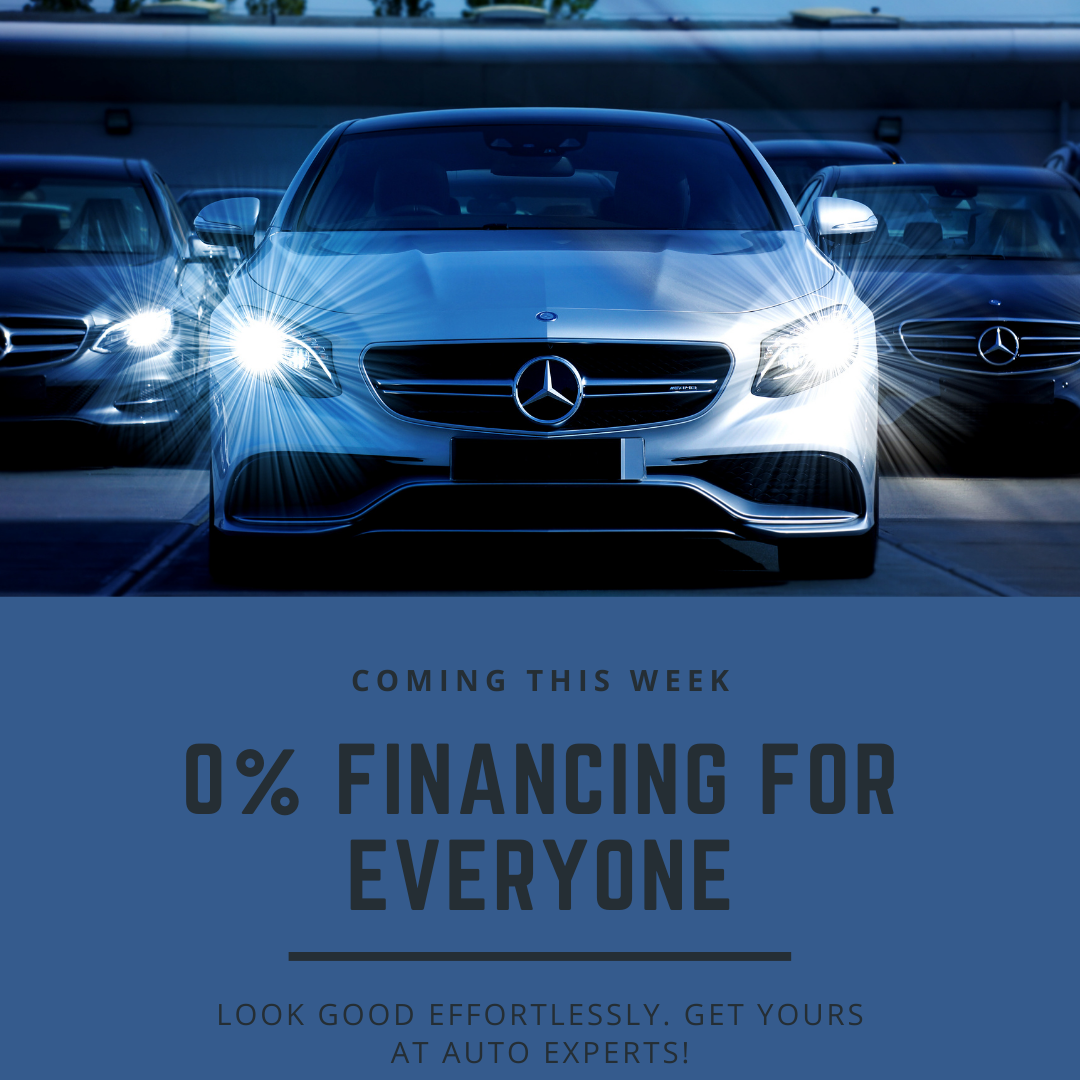 COMING THIS WEEK
0% FINANCING FOR
EVERYONE
LOOK GOOD EFFORTLESSLY. GET YOURS
AT AUTO EXPERTS!